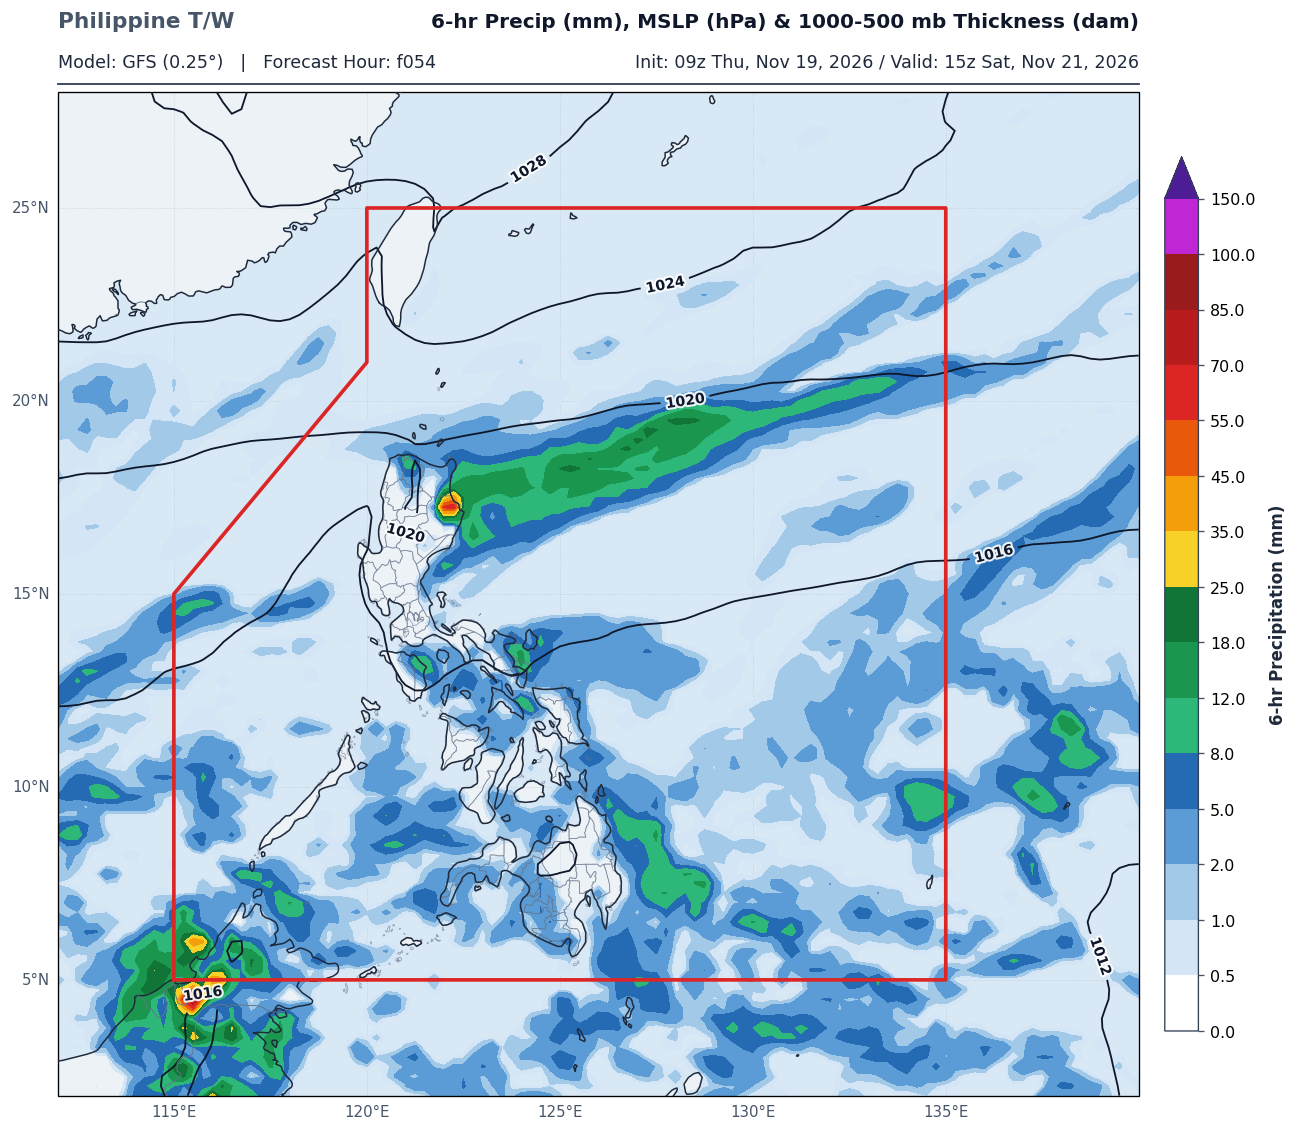 Philippine T/W
6-hr Precip (mm), MSLP (hPa) & 1000-500 mb Thickness (dam)
Model: GFS (0.25°) | Forecast Hour: f054
Init: 09z Thu, Nov 19, 2026 / Valid: 15z Sat, Nov 21, 2026
1028
1024
1020
1020
1016
1012
1016
25°N
20°N
15°N
10°N
5°N
115°E
120°E
125°E
130°E
135°E
150.0
100.0
85.0
70.0
55.0
45.0
35.0
25.0
18.0
12.0
8.0
5.0
2.0
1.0
0.5
0.0
6-hr Precipitation (mm)